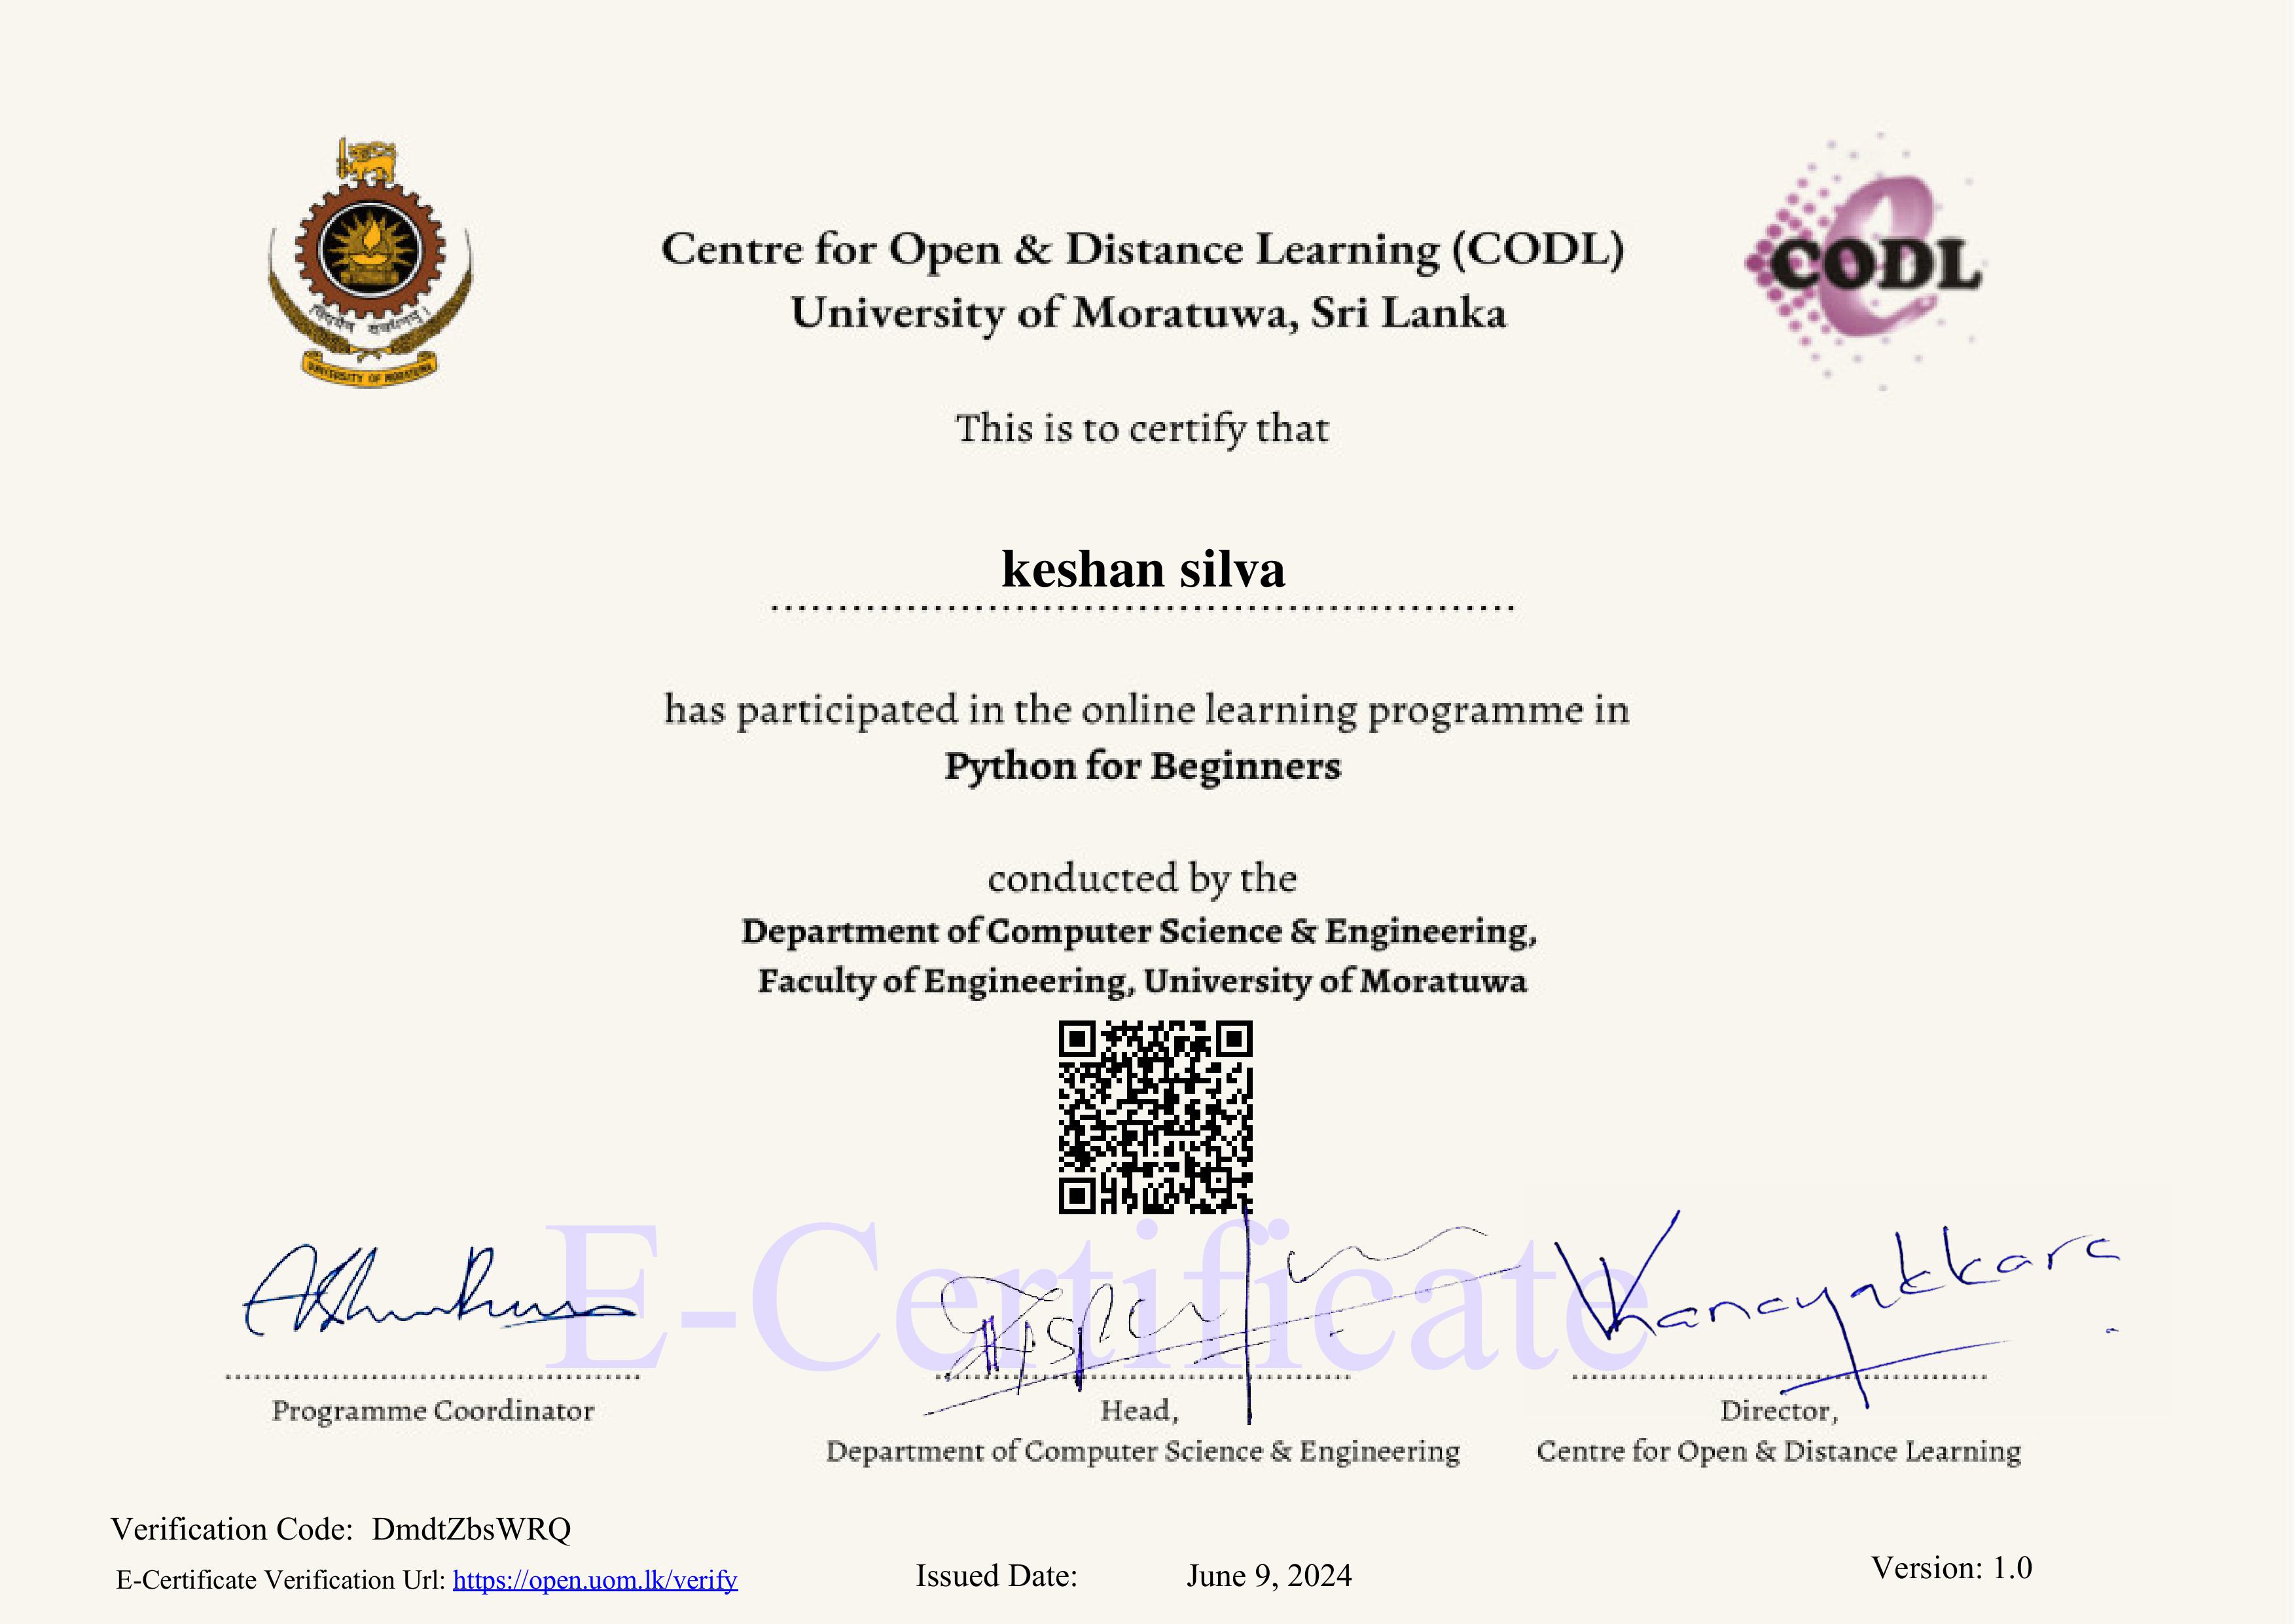 Centre for Open & Distance Learning (CODL)
University of Moratuwa, Sri Lanka
CODL
UNIVERSITY OF MORATUWA
This is to certify that
keshan silva
has participated in the online learning programme in
Python for Beginners
conducted by the
Department of Computer Science & Engineering,
Faculty of Engineering, University of Moratuwa
E-Certificate
Programme Coordinator
Head,
Department of Computer Science & Engineering
Director,
Centre for Open & Distance Learning
Verification Code: DmdtZbsWRQ
E-Certificate Verification Url: https://open.uom.lk/verify
Issued Date: June 9, 2024
Version: 1.0